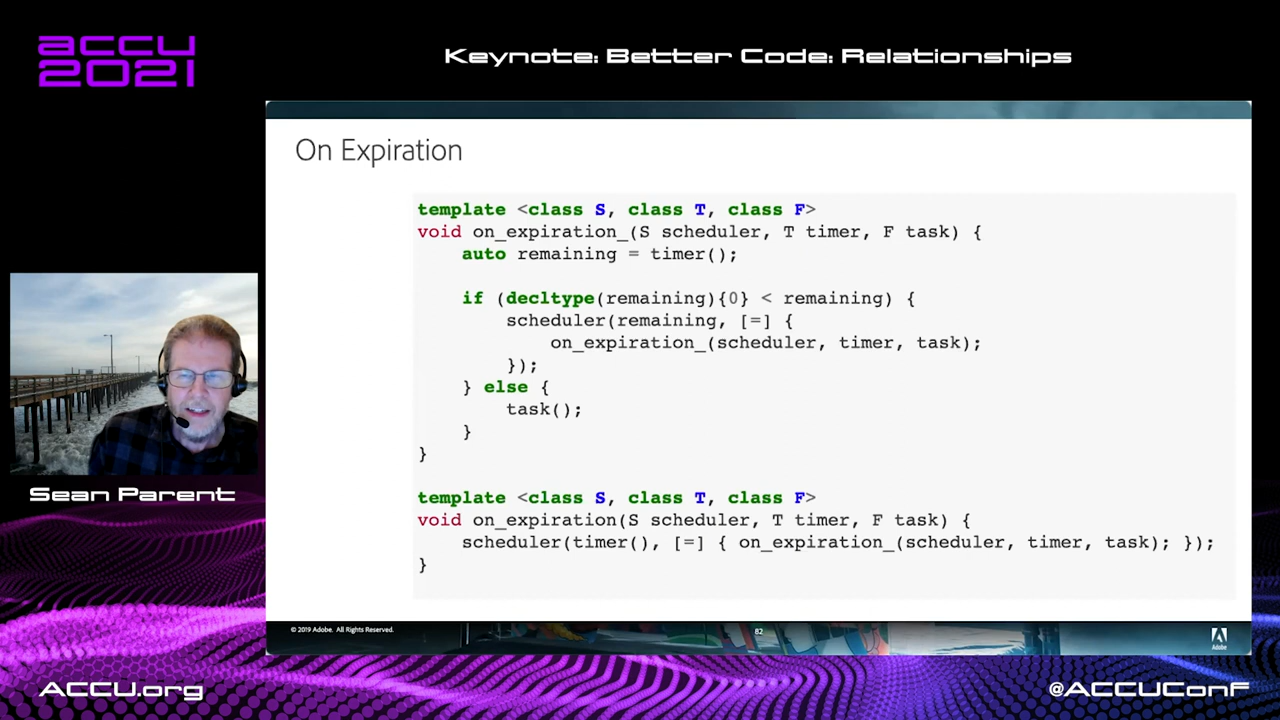 accu
2021
Keynote: Better Code: Relationships
On Expiration
template <class S, class T, class F>
void on_expiration_(S scheduler, T timer, F task) {
    auto remaining = timer();
    if (decltype(remaining){0} < remaining) {
        scheduler(remaining, [=] {
            on_expiration_(scheduler, timer, task);
        });
    } else {
        task();
    }
}
template <class S, class T, class F>
void on_expiration(S scheduler, T timer, F task) {
    scheduler(timer(), [=] { on_expiration_(scheduler, timer, task); });
}
Sean Parent
© 2019 Adobe. All Rights Reserved.
82
Adobe
ACCU.org
@ACCUConf